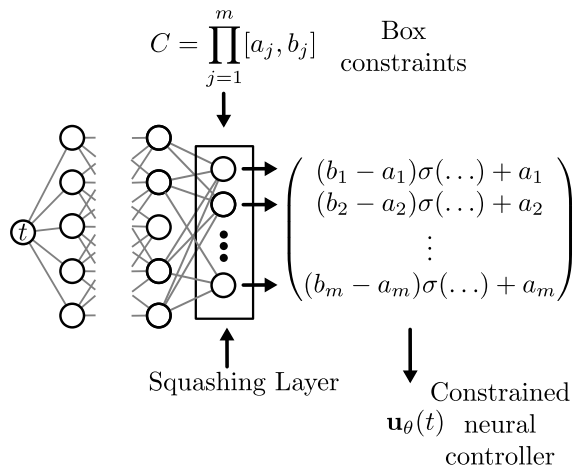 C = ∏_{j=1}^{m} [a_j, b_j]
Box
constraints
t
(b_1 − a_1)σ(…) + a_1
(b_2 − a_2)σ(…) + a_2
⋮
(b_m − a_m)σ(…) + a_m
Squashing Layer
u_θ(t)
Constrained
neural
controller